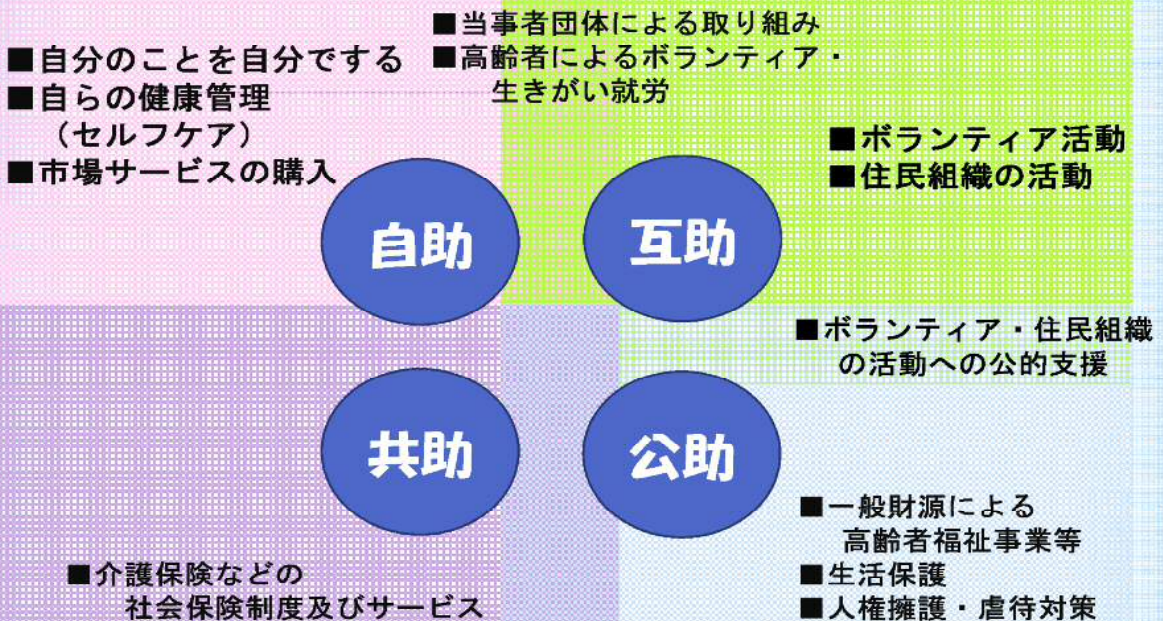 ■自分のことを自分でする
■自らの健康管理
（セルフケア）
■市場サービスの購入
■当事者団体による取り組み
■高齢者によるボランティア・
生きがい就労
■ボランティア活動
■住民組織の活動
自助
互助
■ボランティア・住民組織
の活動への公的支援
共助
公助
■介護保険などの
社会保険制度及びサービス
■一般財源による
高齢者福祉事業等
■生活保護
■人権擁護・虐待対策